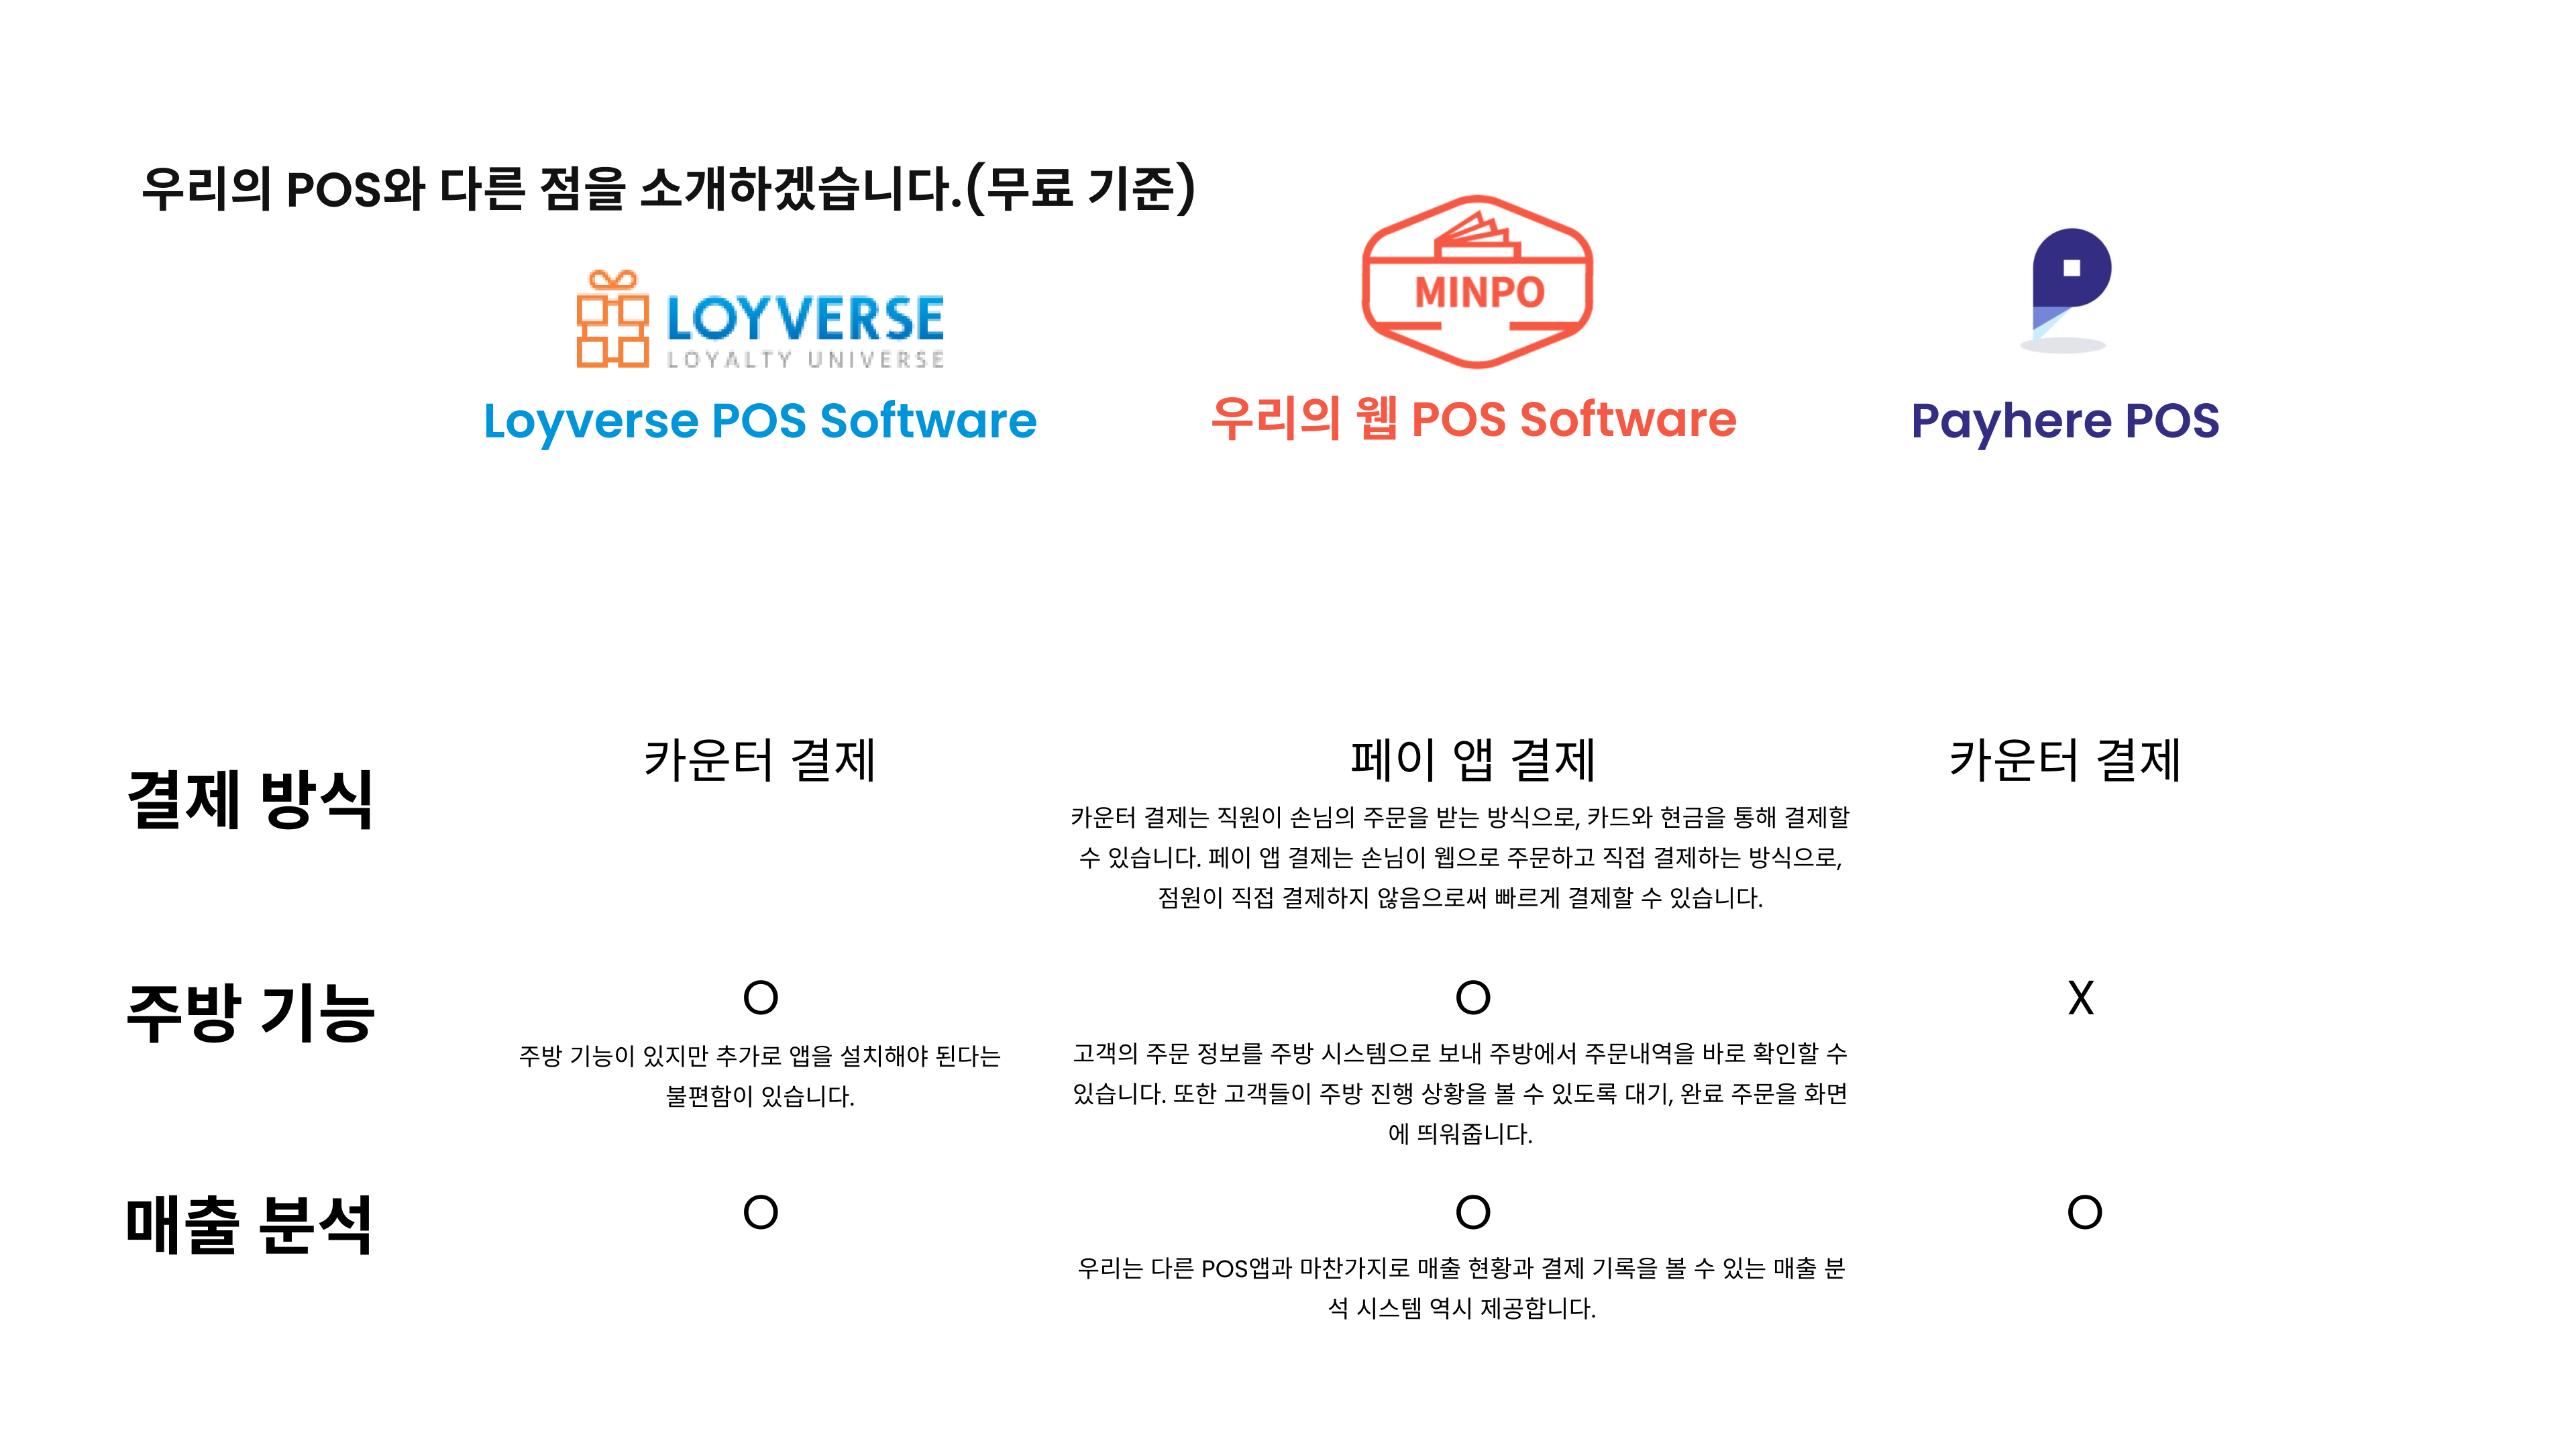 우리의 POS와 다른 점을 소개하겠습니다.(무료 기준)
LOYVERSE
LOYALTY UNIVERSE
MINPO
Loyverse POS Software
우리의 웹 POS Software
Payhere POS
결제 방식
카운터 결제
페이 앱 결제
카운터 결제는 직원이 손님의 주문을 받는 방식으로, 카드와 현금을 통해 결제할
수 있습니다. 페이 앱 결제는 손님이 웹으로 주문하고 직접 결제하는 방식으로,
점원이 직접 결제하지 않음으로써 빠르게 결제할 수 있습니다.
카운터 결제
주방 기능
O
주방 기능이 있지만 추가로 앱을 설치해야 된다는
불편함이 있습니다.
O
고객의 주문 정보를 주방 시스템으로 보내 주방에서 주문내역을 바로 확인할 수
있습니다. 또한 고객들이 주방 진행 상황을 볼 수 있도록 대기, 완료 주문을 화면
에 띄워줍니다.
X
매출 분석
O
O
우리는 다른 POS앱과 마찬가지로 매출 현황과 결제 기록을 볼 수 있는 매출 분
석 시스템 역시 제공합니다.
O